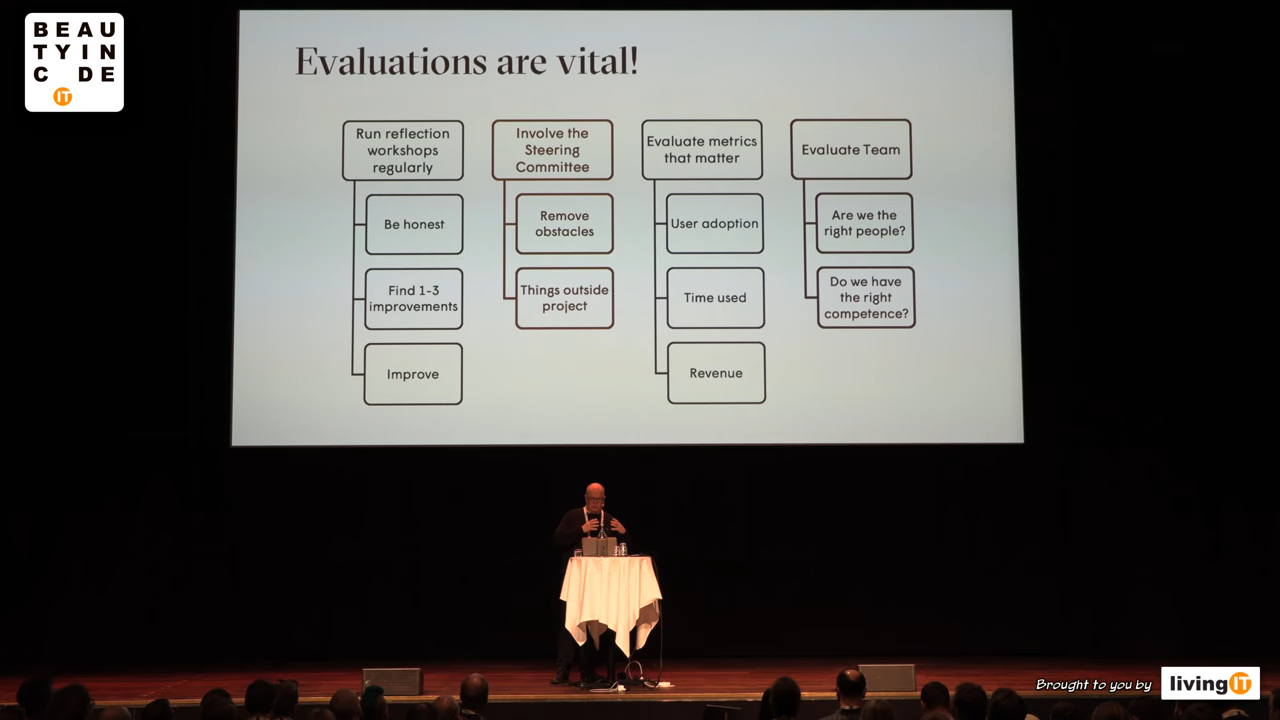 BEAU
TYIN
C DE
IT
Evaluations are vital!
Run reflection
workshops
regularly
Be honest
Find 1-3
improvements
Improve
Involve the
Steering
Committee
Remove
obstacles
Things outside
project
Evaluate metrics
that matter
User adoption
Time used
Revenue
Evaluate Team
Are we the
right people?
Do we have
the right
competence?
Brought to you by
living IT